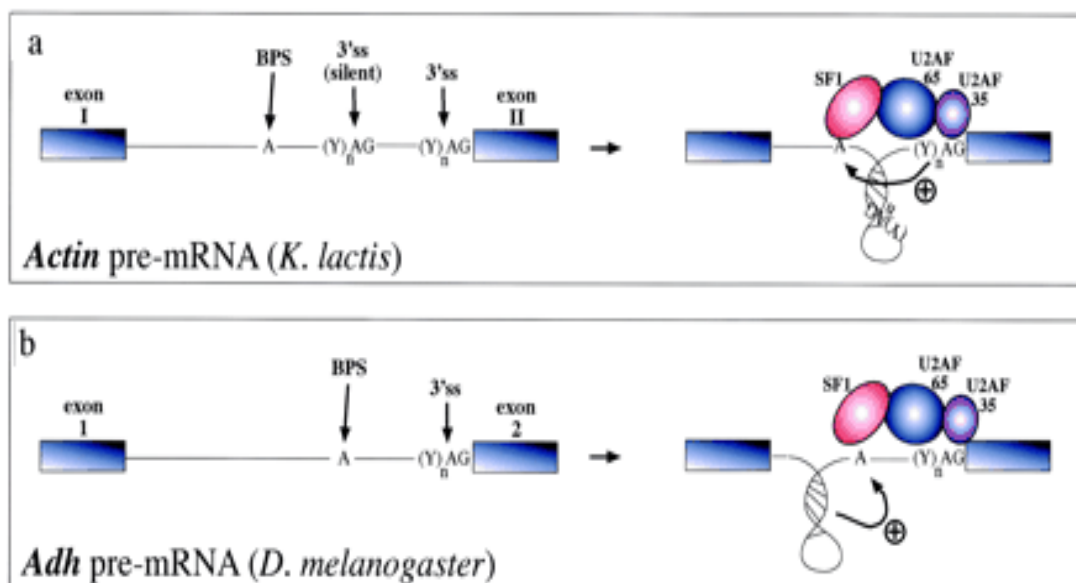 a
BPS
3'ss
(silent)
3'ss
exon
I
exon
II
A
(Y)nAG
(Y)nAG
SF1
U2AF
65
U2AF
35
A
(Y)nAG
(Y)nAG
Actin pre-mRNA (K. lactis)
b
BPS
3'ss
exon
1
exon
2
A
(Y)nAG
SF1
U2AF
65
U2AF
35
A
(Y)nAG
Adh pre-mRNA (D. melanogaster)